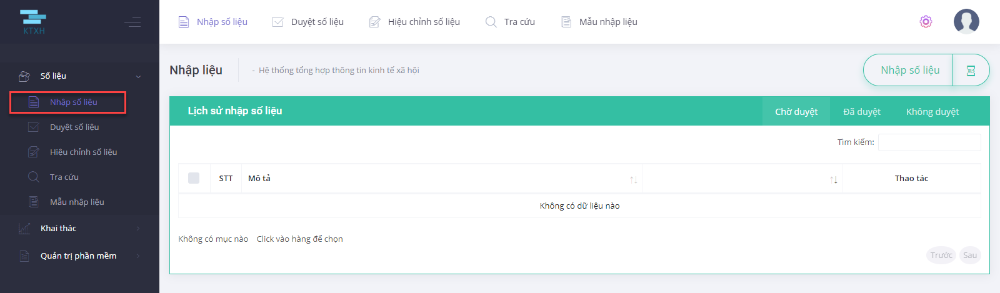 KTXH
Nhập số liệu
Duyệt số liệu
Hiệu chỉnh số liệu
Tra cứu
Mẫu nhập liệu
Số liệu
Nhập số liệu
Duyệt số liệu
Hiệu chỉnh số liệu
Tra cứu
Mẫu nhập liệu
Khai thác
Quản trị phần mềm
Nhập liệu
- Hệ thống tổng hợp thông tin kinh tế xã hội
Nhập số liệu
XLS
Lịch sử nhập số liệu
Chờ duyệt
Đã duyệt
Không duyệt
Tìm kiếm:
STT
Mô tả
Thao tác
Không có dữ liệu nào
Không có mục nào Click vào hàng để chọn
Trước
Sau